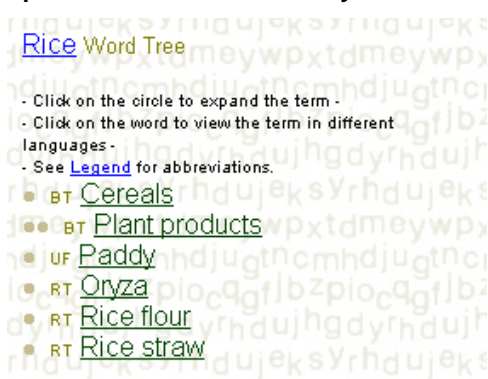 Rice Word Tree
- Click on the circle to expand the term -
- Click on the word to view the term in different
languages -
- See Legend for abbreviations.
BT Cereals
BT Plant products
UF Paddy
RT Oryza
RT Rice flour
RT Rice straw